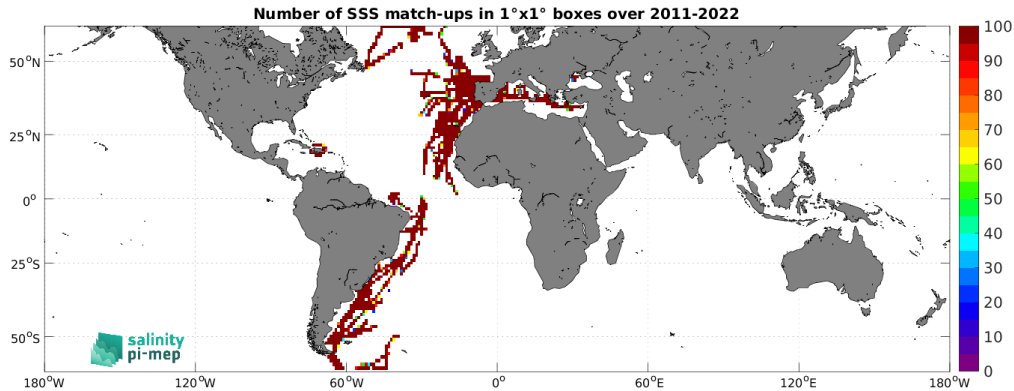 Number of SSS match-ups in 1°x1° boxes over 2011-2022
50°N
25°N
0°
25°S
50°S
180°W
120°W
60°W
0°
60°E
120°E
180°W
100
90
80
70
60
50
40
30
20
10
0
salinity
pi-mep